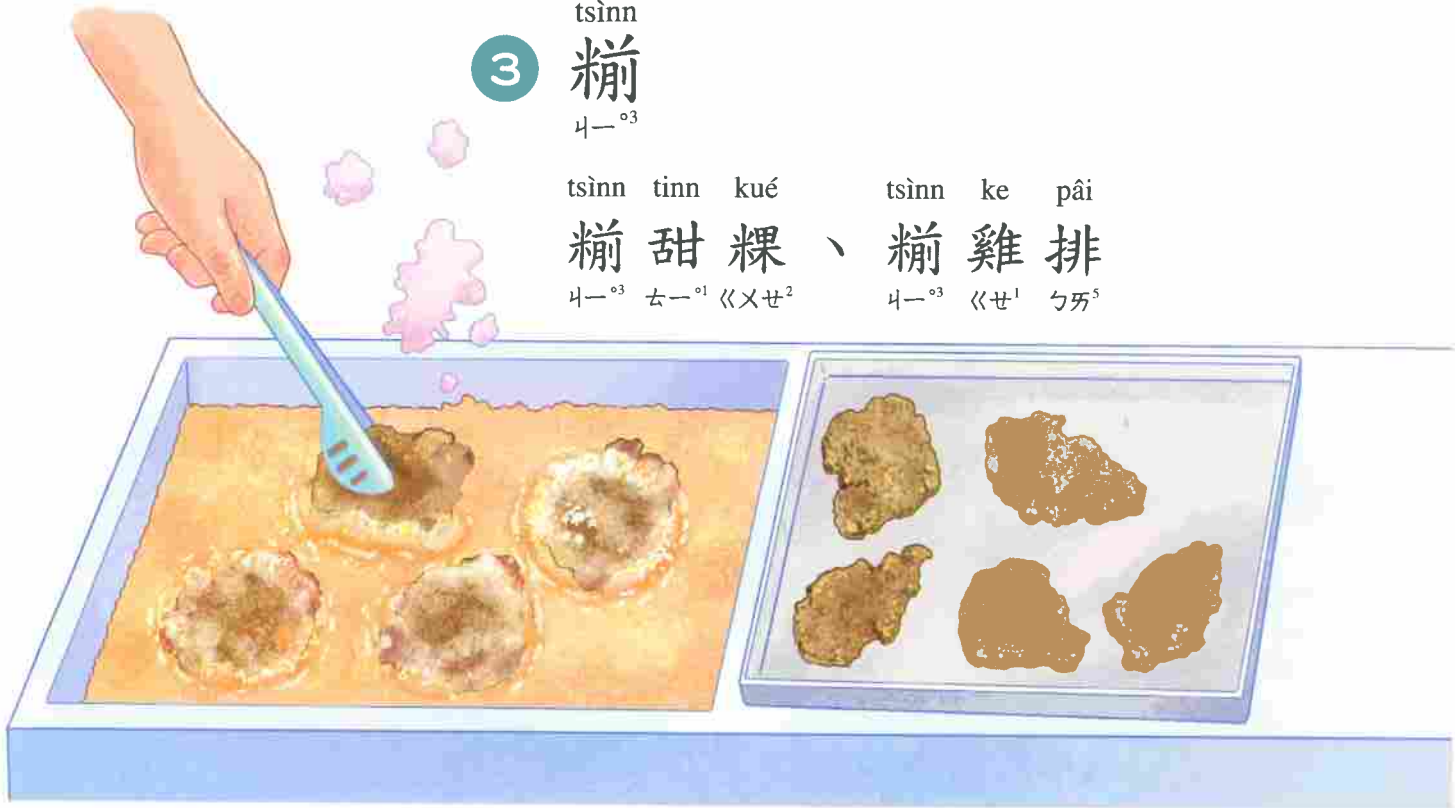 tsìnn
3 糋
ㄐㄧ°³
tsìnn tinn kué tsìnn ke pâi
糋 甜 粿 、 糋 雞 排
ㄐㄧ°³ ㄊㄧ°¹ ㄍㄨㄝ² ㄐㄧ°³ ㄍㄝ¹ ㄅㄞ⁵